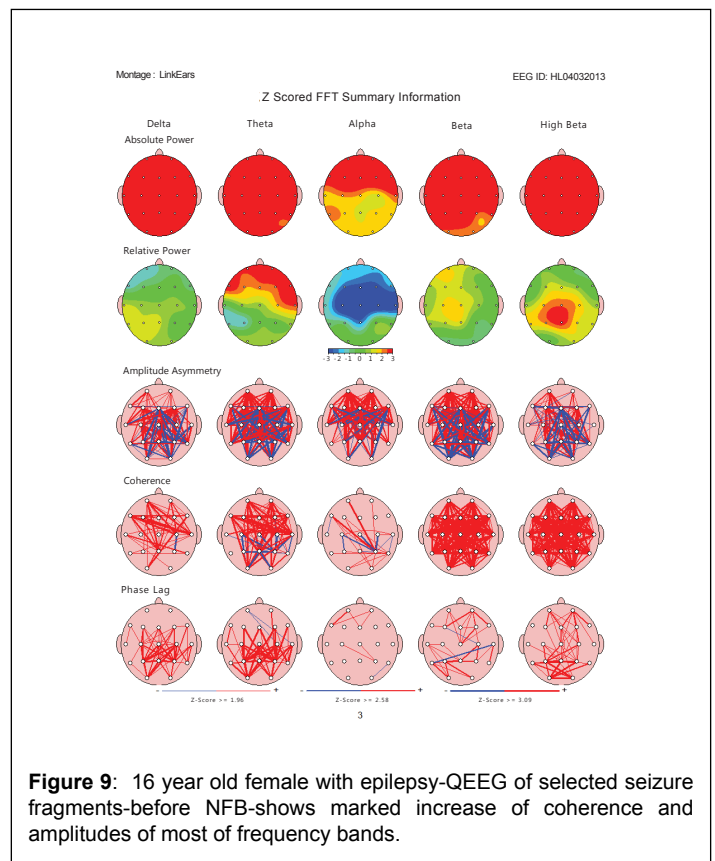 Montage : LinkEars EEG ID: HL04032013
.Z Scored FFT Summary Information
Delta Theta Alpha Beta High Beta
Absolute Power
Relative Power
-3 -2 -1 0 1 2 3
Amplitude Asymmetry
Coherence
Phase Lag
- + - + - +
Z-Score >= 1.96 Z-Score >= 2.58 Z-Score >= 3.09
3
Figure 9: 16 year old female with epilepsy-QEEG of selected seizure
fragments-before NFB-shows marked increase of coherence and
amplitudes of most of frequency bands.